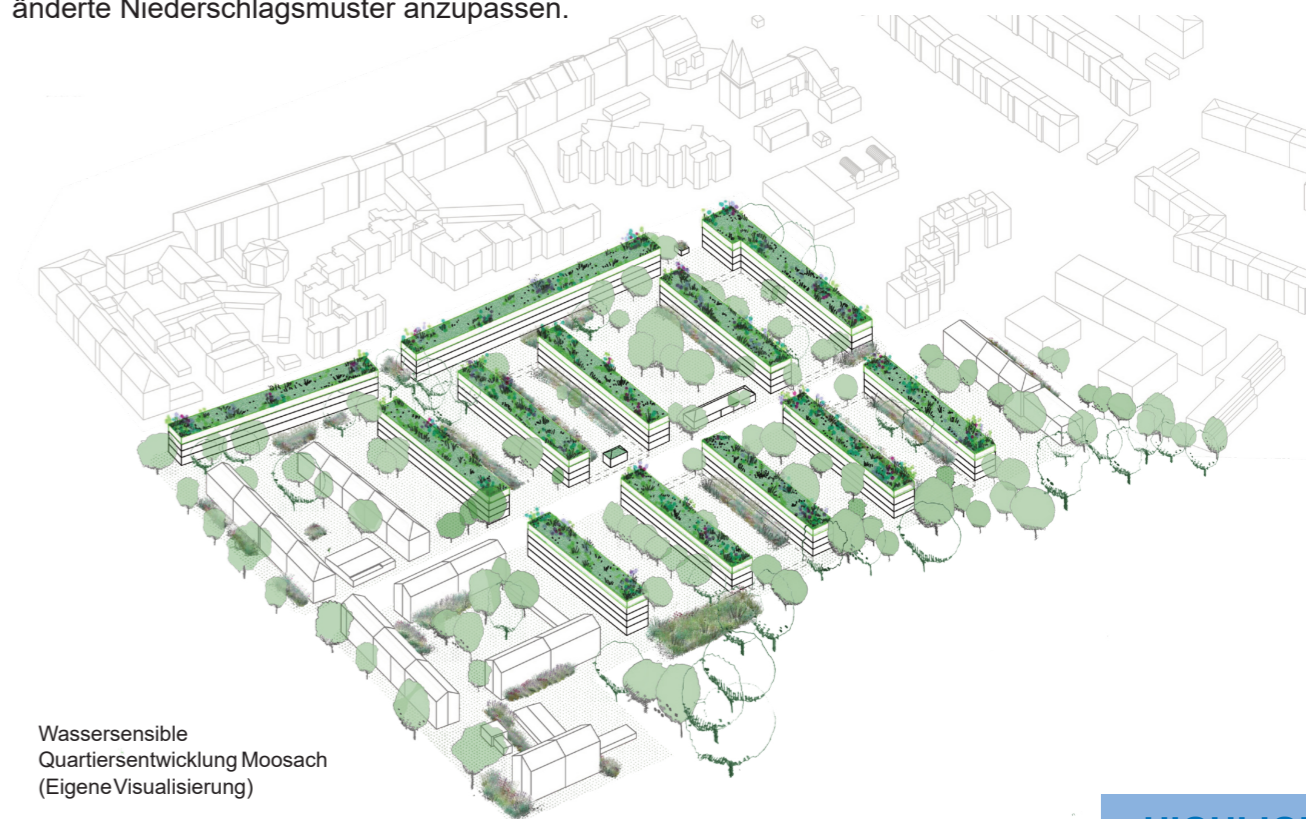 änderte Niederschlagsmuster anzupassen.
Wassersensible
Quartiersentwicklung Moosach
(Eigene Visualisierung)